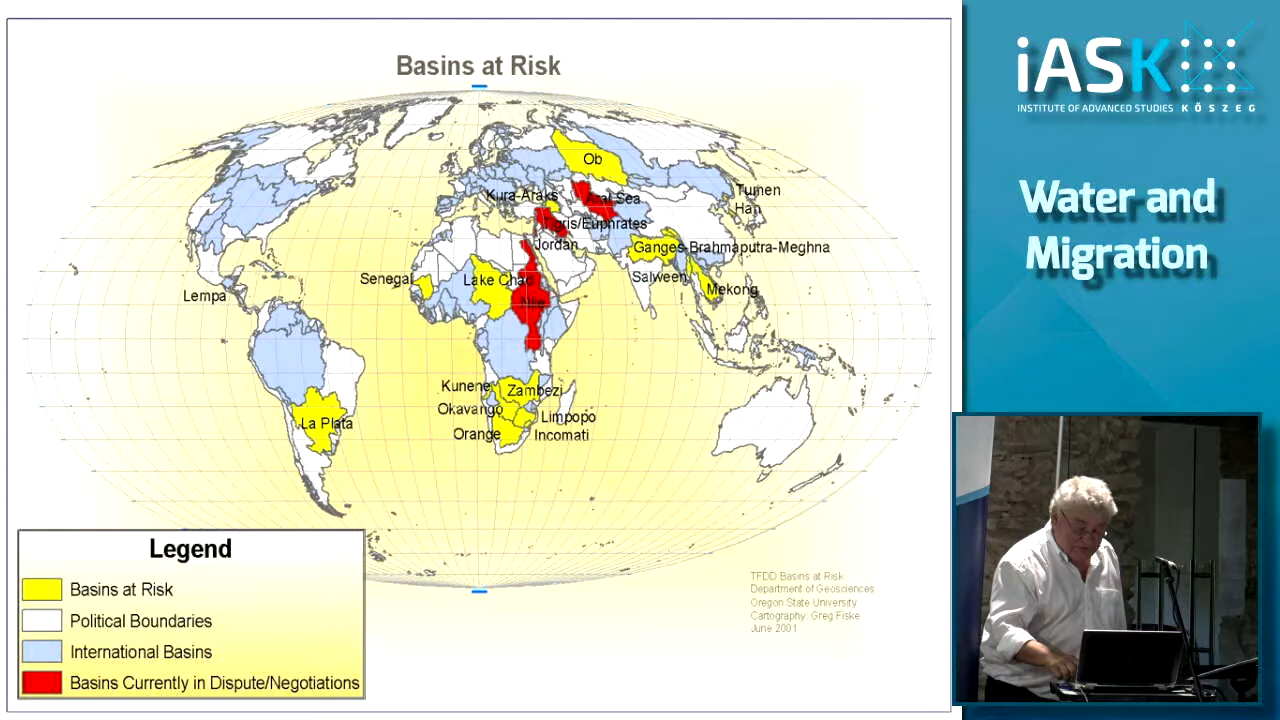 Basins at Risk
Ob
Kura-Araks
Aral Sea
Tumen
Han
Tigris/Euphrates
Jordan
Ganges-Brahmaputra-Meghna
Senegal
Lake Chad
Salween
Mekong
Lempa
Nile
Kunene
Zambezi
Okavango
Limpopo
La Plata
Orange
Incomati
Legend
Basins at Risk
Political Boundaries
International Basins
Basins Currently in Dispute/Negotiations
TFDD Basins at Risk
Department of Geosciences
Oregon State University
Cartography: Greg Fiske
June 2001
iASK
INSTITUTE OF ADVANCED STUDIES KŐSZEG
Water and
Migration